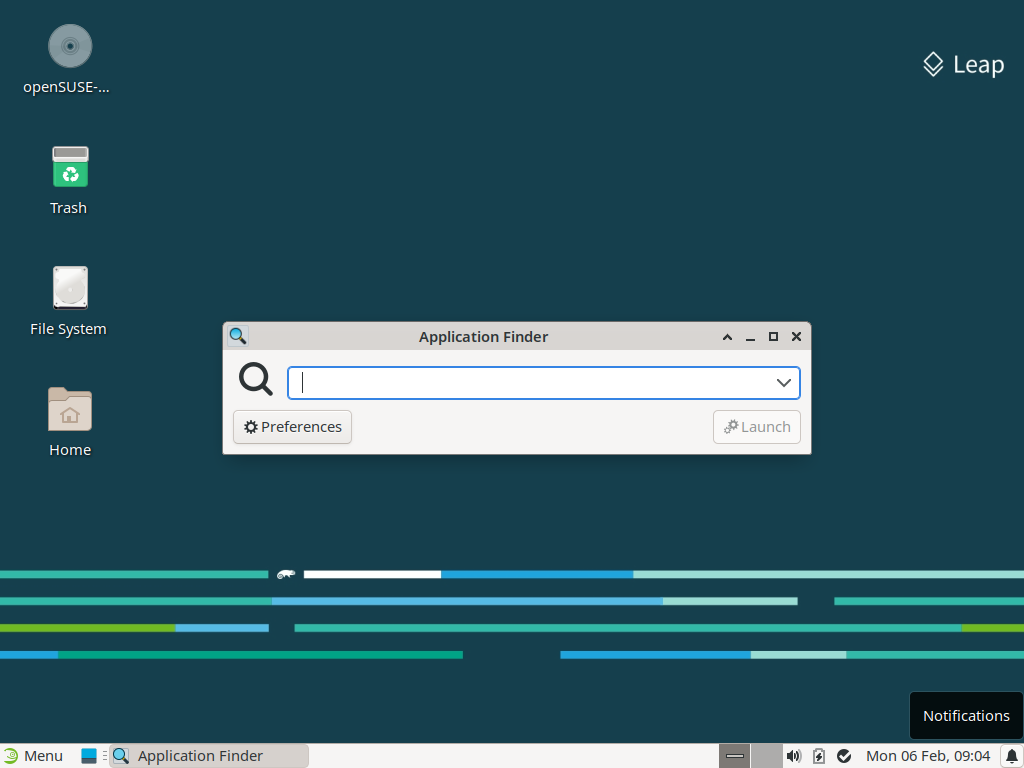 openSUSE-...
Leap
Trash
File System
Application Finder
Preferences
Launch
Home
Notifications
Menu
Application Finder
Mon 06 Feb, 09:04